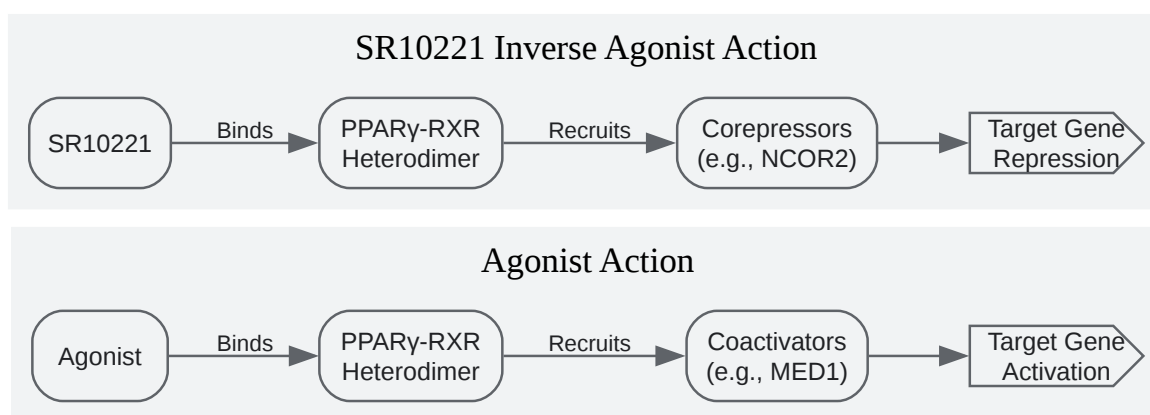 SR10221 Inverse Agonist Action
SR10221
Binds
PPARγ-RXR
Heterodimer
Recruits
Corepressors
(e.g., NCOR2)
Target Gene
Repression
Agonist Action
Agonist
Binds
PPARγ-RXR
Heterodimer
Recruits
Coactivators
(e.g., MED1)
Target Gene
Activation